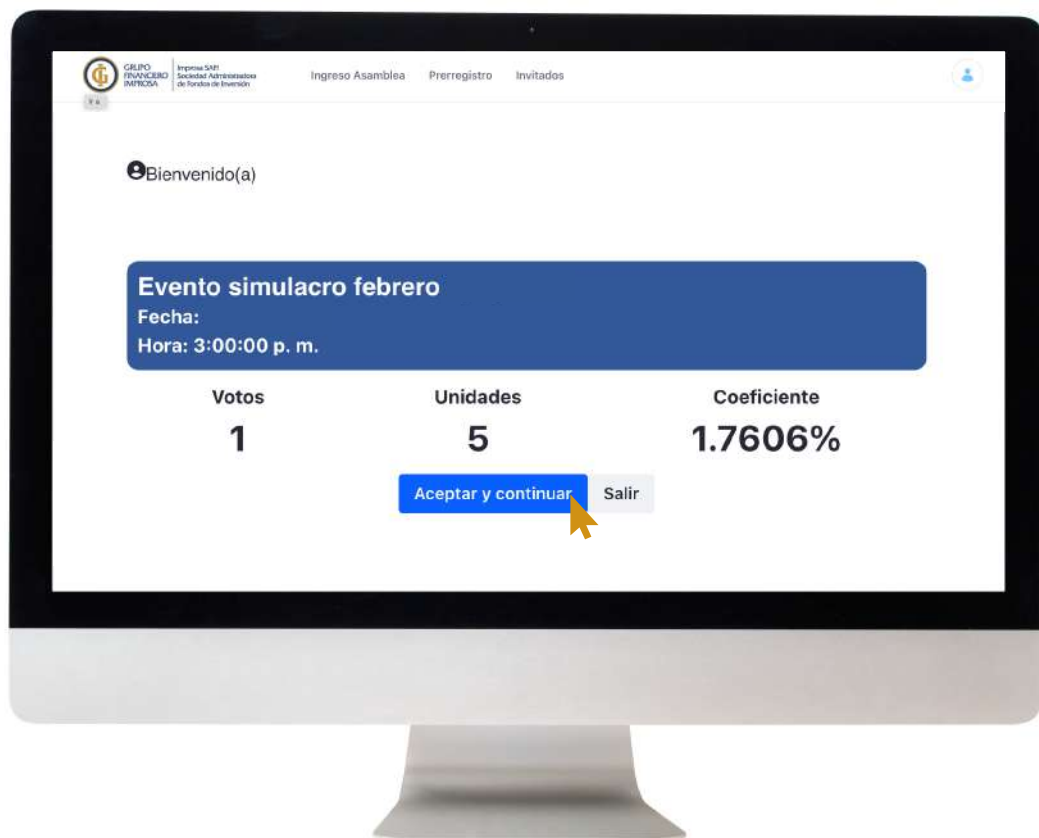 GRUPO
FINANCIERO
IMPROSA
Improsa SAFI
Sociedad Administradora
de Fondos de Inversión
Ingreso Asamblea Prerregistro Invitados
Bienvenido(a)
Evento simulacro febrero
Fecha:
Hora: 3:00:00 p. m.
Votos Unidades Coeficiente
1 5 1.7606%
Aceptar y continuar Salir